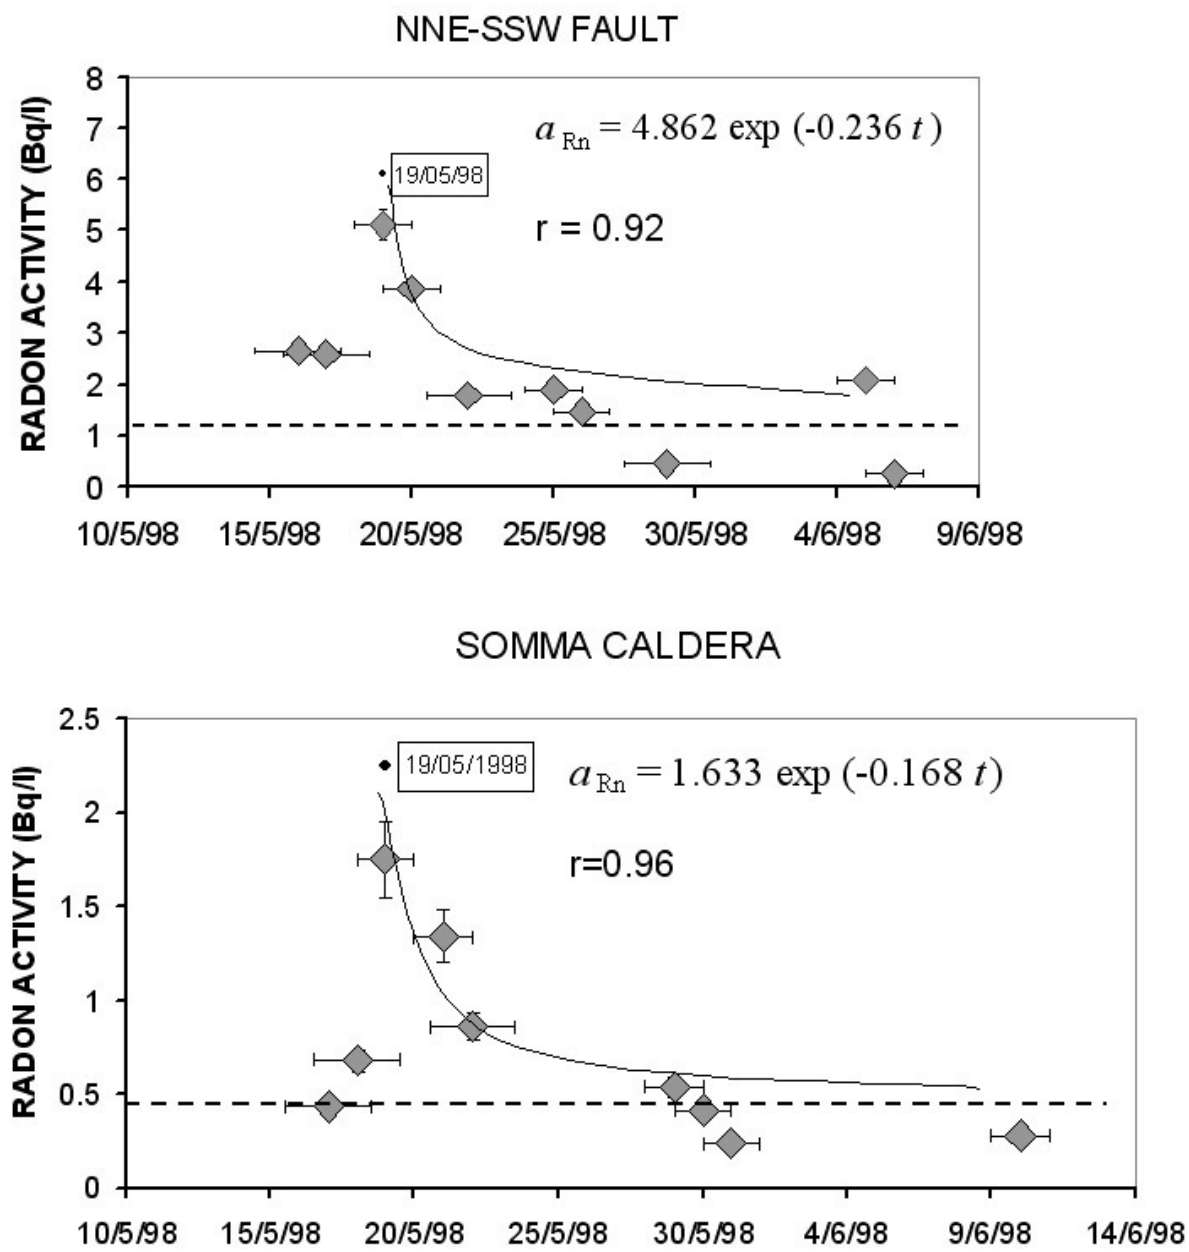 NNE-SSW FAULT
RADON ACTIVITY (Bq/l)
8
7
6
5
4
3
2
1
0
a Rn = 4.862 exp (-0.236 t )
19/05/98
r = 0.92
10/5/98 15/5/98 20/5/98 25/5/98 30/5/98 4/6/98 9/6/98
SOMMA CALDERA
RADON ACTIVITY (Bq/l)
2.5
2
1.5
1
0.5
0
19/05/1998
a Rn = 1.633 exp (-0.168 t)
r=0.96
10/5/98 15/5/98 20/5/98 25/5/98 30/5/98 4/6/98 9/6/98 14/6/98